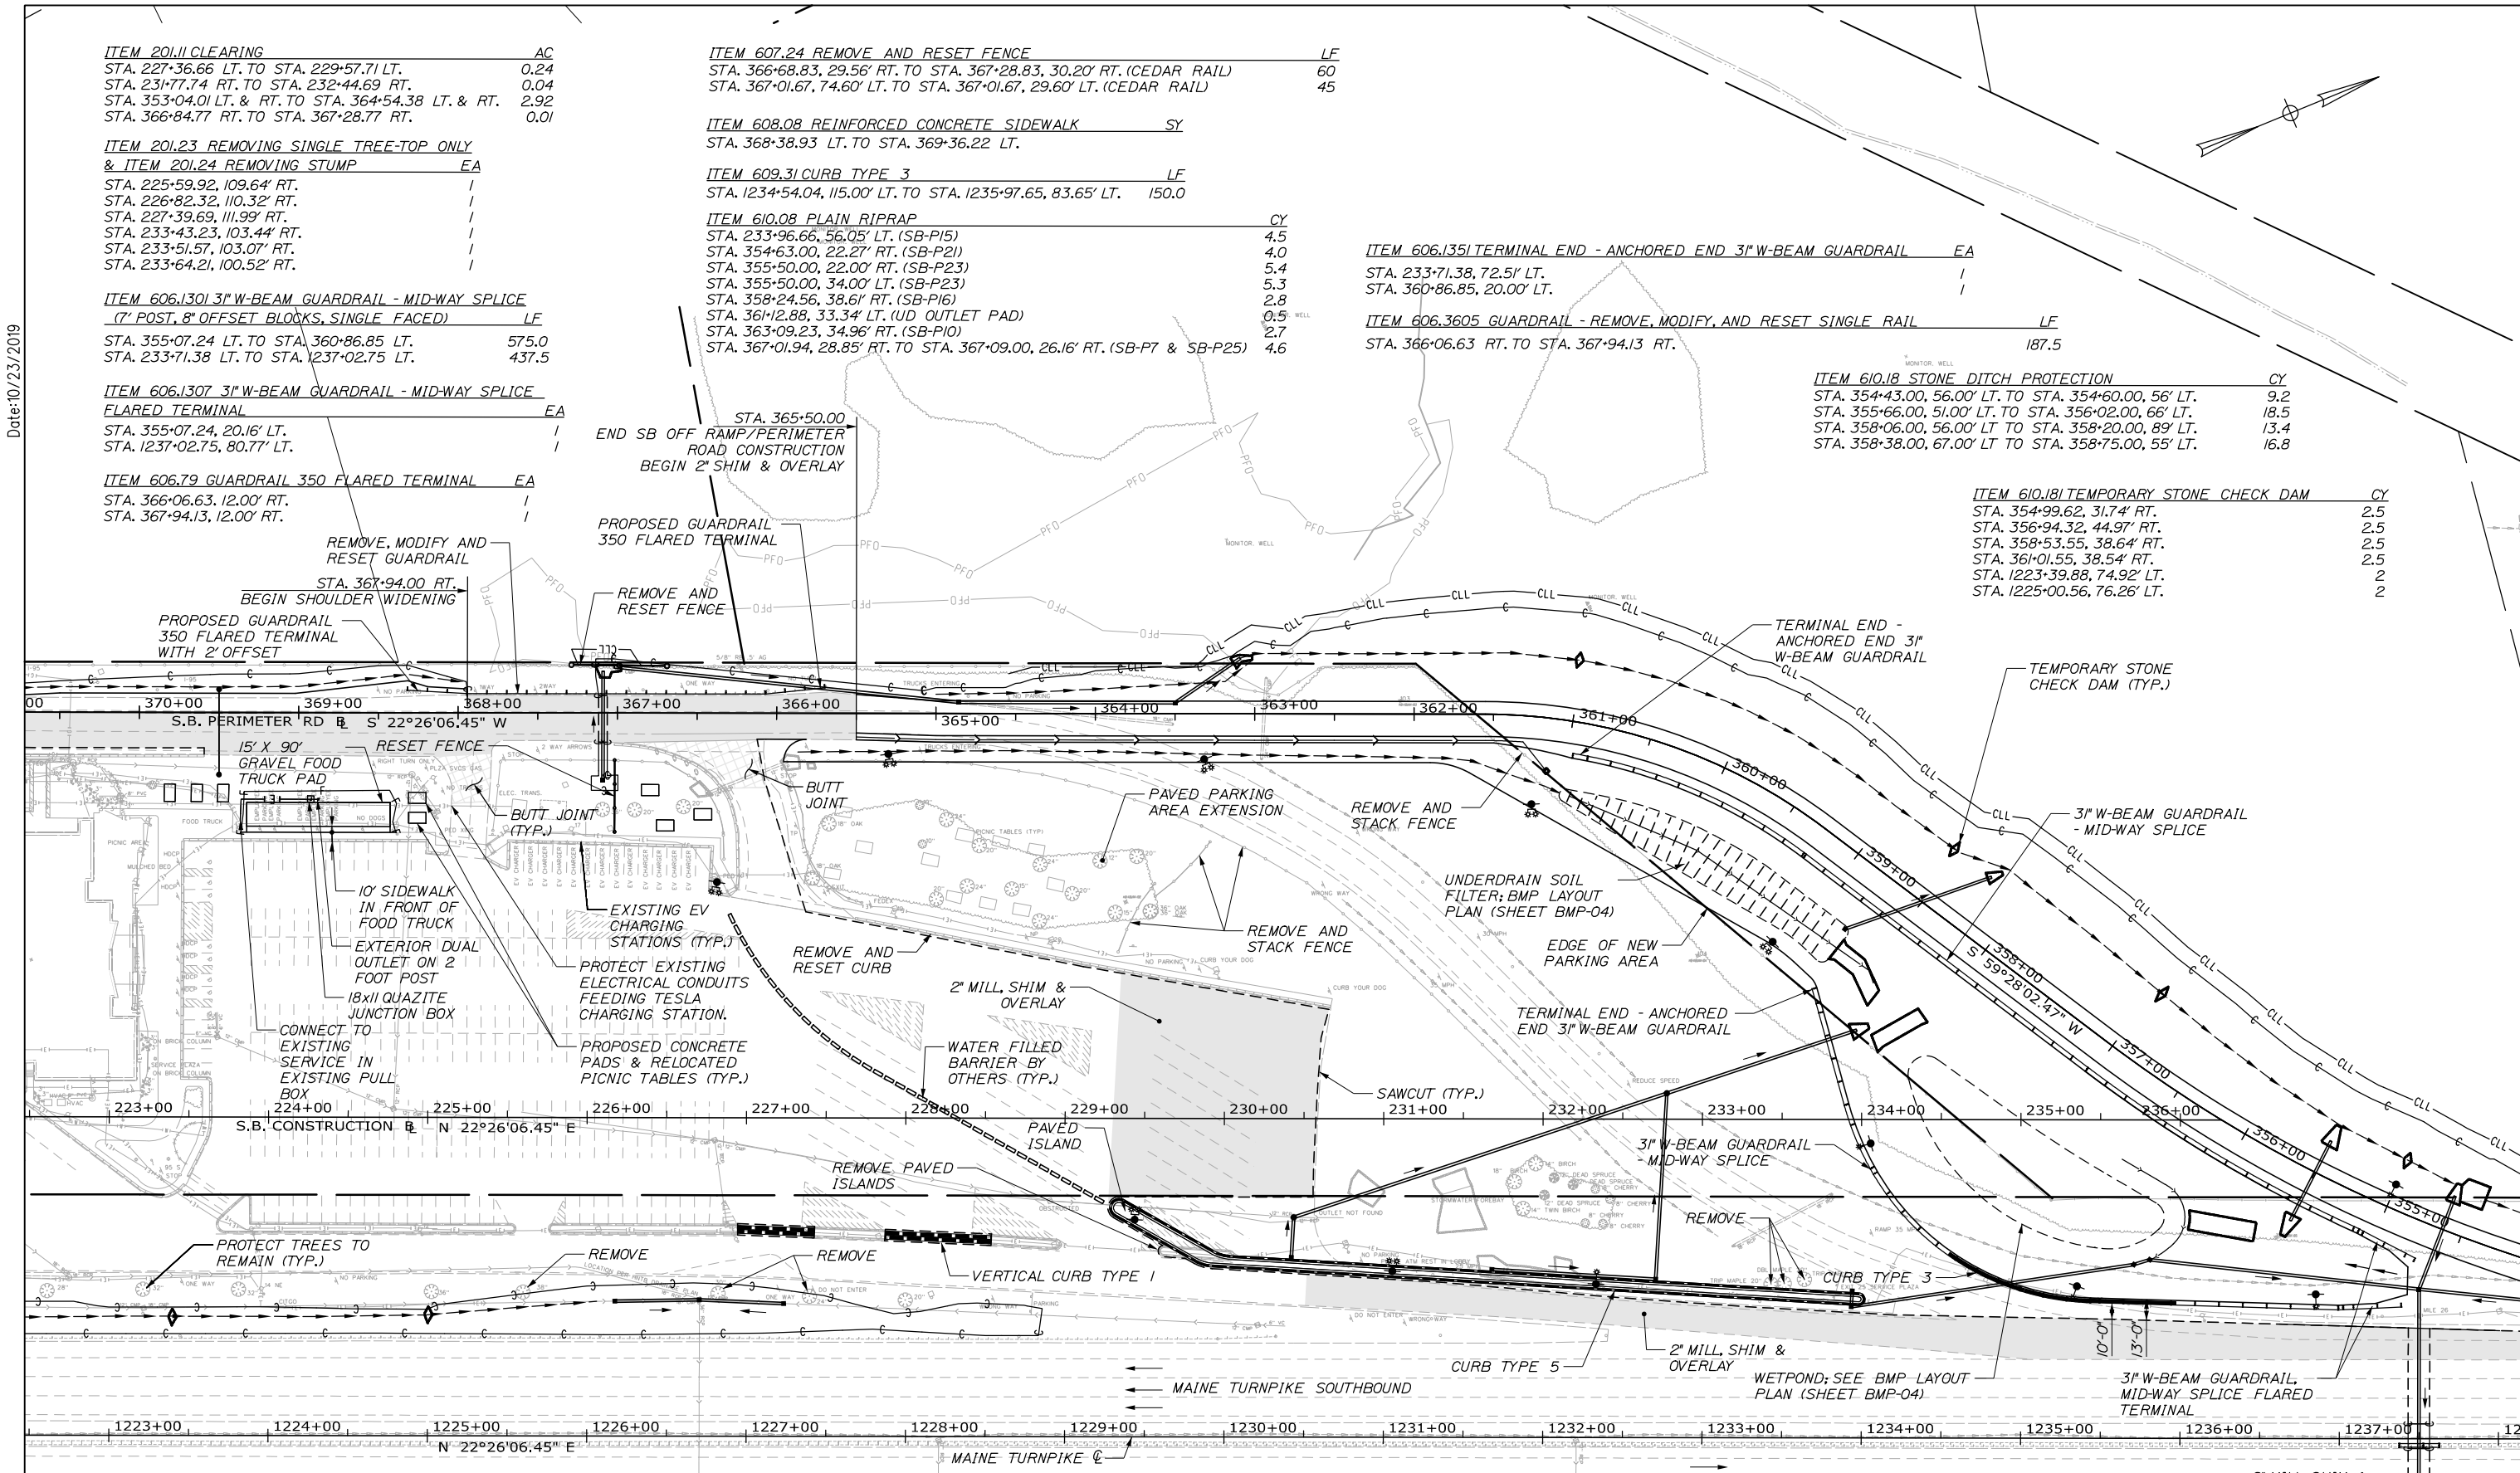 Date:10/23/2019
ITEM 201.11 CLEARING AC
STA. 227+36.66 LT. TO STA. 229+57.71 LT. 0.24
STA. 231+77.74 RT. TO STA. 232+44.69 RT. 0.04
STA. 353+04.01 LT. & RT. TO STA. 364+54.38 LT. & RT. 2.92
STA. 366+84.77 RT. TO STA. 367+28.77 RT. 0.01
ITEM 201.23 REMOVING SINGLE TREE-TOP ONLY
& ITEM 201.24 REMOVING STUMP EA
STA. 225+59.92, 109.64' RT. 1
STA. 226+82.32, 110.32' RT. 1
STA. 227+39.69, 111.99' RT. 1
STA. 233+43.23, 103.44' RT. 1
STA. 233+51.57, 103.07' RT. 1
STA. 233+64.21, 100.52' RT. 1
ITEM 606.1301 31" W-BEAM GUARDRAIL - MID-WAY SPLICE
(7' POST, 8" OFFSET BLOCKS, SINGLE FACED) LF
STA. 355+07.24 LT. TO STA. 360+86.85 LT. 575.0
STA. 233+71.38 LT. TO STA. 1237+02.75 LT. 437.5
ITEM 606.1307 31" W-BEAM GUARDRAIL - MID-WAY SPLICE
FLARED TERMINAL EA
STA. 355+07.24, 20.16' LT. 1
STA. 1237+02.75, 80.77' LT. 1
ITEM 606.79 GUARDRAIL 350 FLARED TERMINAL EA
STA. 366+06.63. 12.00' RT. 1
STA. 367+94.13, 12.00' RT. 1
ITEM 607.24 REMOVE AND RESET FENCE LF
STA. 366+68.83, 29.56' RT. TO STA. 367+28.83, 30.20' RT. (CEDAR RAIL) 60
STA. 367+01.67, 74.60' LT. TO STA. 367+01.67, 29.60' LT. (CEDAR RAIL) 45
ITEM 608.08 REINFORCED CONCRETE SIDEWALK SY
STA. 368+38.93 LT. TO STA. 369+36.22 LT.
ITEM 609.31 CURB TYPE 3 LF
STA. 1234+54.04, 115.00' LT. TO STA. 1235+97.65, 83.65' LT. 150.0
ITEM 610.08 PLAIN RIPRAP CY
STA. 233+96.66, 56.05' LT. (SB-P15) 4.5
STA. 354+63.00, 22.27' RT. (SB-P21) 4.0
STA. 355+50.00, 22.00' RT. (SB-P23) 5.4
STA. 355+50.00, 34.00' LT. (SB-P23) 5.3
STA. 358+24.56, 38.61' RT. (SB-P16) 2.8
STA. 361+12.88, 33.34' LT. (UD OUTLET PAD) 0.5
STA. 363+09.23, 34.96' RT. (SB-P10) 2.7
STA. 367+01.94, 28.85' RT. TO STA. 367+09.00, 26.16' RT. (SB-P7 & SB-P25) 4.6
ITEM 606.1351 TERMINAL END - ANCHORED END 31" W-BEAM GUARDRAIL EA
STA. 233+71.38, 72.51' LT. 1
STA. 360+86.85, 20.00' LT. 1
ITEM 606.3605 GUARDRAIL - REMOVE, MODIFY, AND RESET SINGLE RAIL LF
STA. 366+06.63 RT. TO STA. 367+94.13 RT. 187.5
ITEM 610.18 STONE DITCH PROTECTION CY
STA. 354+43.00, 56.00' LT. TO STA. 354+60.00, 56' LT. 9.2
STA. 355+66.00, 51.00' LT. TO STA. 356+02.00, 66' LT. 18.5
STA. 358+06.00, 56.00' LT TO STA. 358+20.00, 89' LT. 13.4
STA. 358+38.00, 67.00' LT TO STA. 358+75.00, 55' LT. 16.8
ITEM 610.181 TEMPORARY STONE CHECK DAM CY
STA. 354+99.62, 31.74' RT. 2.5
STA. 356+94.32, 44.97' RT. 2.5
STA. 358+53.55, 38.64' RT. 2.5
STA. 361+01.55, 38.54' RT. 2.5
STA. 1223+39.88, 74.92' LT. 2
STA. 1225+00.56, 76.26' LT. 2
STA. 365+50.00
END SB OFF RAMP/PERIMETER
ROAD CONSTRUCTION
BEGIN 2" SHIM & OVERLAY
PROPOSED GUARDRAIL
350 FLARED TERMINAL
REMOVE, MODIFY AND
RESET GUARDRAIL
STA. 367+94.00 RT.
BEGIN SHOULDER WIDENING
REMOVE AND
RESET FENCE
PROPOSED GUARDRAIL
350 FLARED TERMINAL
WITH 2' OFFSET
TERMINAL END -
ANCHORED END 31"
W-BEAM GUARDRAIL
TEMPORARY STONE
CHECK DAM (TYP.)
370+00 369+00 368+00 367+00 366+00 365+00 364+00 363+00 362+00 361+00 360+00 359+00 358+00 357+00 356+00 355+00
S.B. PERIMETER RD BL S 22°26'06.45" W
S 59°28'02.47" W
15' X 90'
GRAVEL FOOD
TRUCK PAD
RESET FENCE
BUTT JOINT
(TYP.)
BUTT
JOINT
PAVED PARKING
AREA EXTENSION
REMOVE AND
STACK FENCE
31" W-BEAM GUARDRAIL
- MID-WAY SPLICE
10' SIDEWALK
IN FRONT OF
FOOD TRUCK
EXTERIOR DUAL
OUTLET ON 2
FOOT POST
18x11 QUAZITE
JUNCTION BOX
CONNECT TO
EXISTING
SERVICE IN
EXISTING PULL
BOX
EXISTING EV
CHARGING
STATIONS (TYP.)
PROTECT EXISTING
ELECTRICAL CONDUITS
FEEDING TESLA
CHARGING STATION.
PROPOSED CONCRETE
PADS & RELOCATED
PICNIC TABLES (TYP.)
REMOVE AND
RESET CURB
2" MILL, SHIM &
OVERLAY
WATER FILLED
BARRIER BY
OTHERS (TYP.)
REMOVE AND
STACK FENCE
UNDERDRAIN SOIL
FILTER; BMP LAYOUT
PLAN (SHEET BMP-04)
EDGE OF NEW
PARKING AREA
TERMINAL END - ANCHORED
END 31" W-BEAM GUARDRAIL
SAWCUT (TYP.)
223+00 224+00 225+00 226+00 227+00 228+00 229+00 230+00 231+00 232+00 233+00 234+00 235+00 236+00
S.B. CONSTRUCTION BL N 22°26'06.45" E
PAVED
ISLAND
REMOVE PAVED
ISLANDS
31" W-BEAM GUARDRAIL
- MID-WAY SPLICE
REMOVE
PROTECT TREES TO
REMAIN (TYP.)
REMOVE
REMOVE
VERTICAL CURB TYPE 1
CURB TYPE 3
CURB TYPE 5
2" MILL, SHIM &
OVERLAY
WETPOND; SEE BMP LAYOUT
PLAN (SHEET BMP-04)
10'-0"
13'-0"
31" W-BEAM GUARDRAIL,
MID-WAY SPLICE FLARED
TERMINAL
MAINE TURNPIKE SOUTHBOUND
1223+00 1224+00 1225+00 1226+00 1227+00 1228+00 1229+00 1230+00 1231+00 1232+00 1233+00 1234+00 1235+00 1236+00 1237+00
N 22°26'06.45" E
MAINE TURNPIKE CL